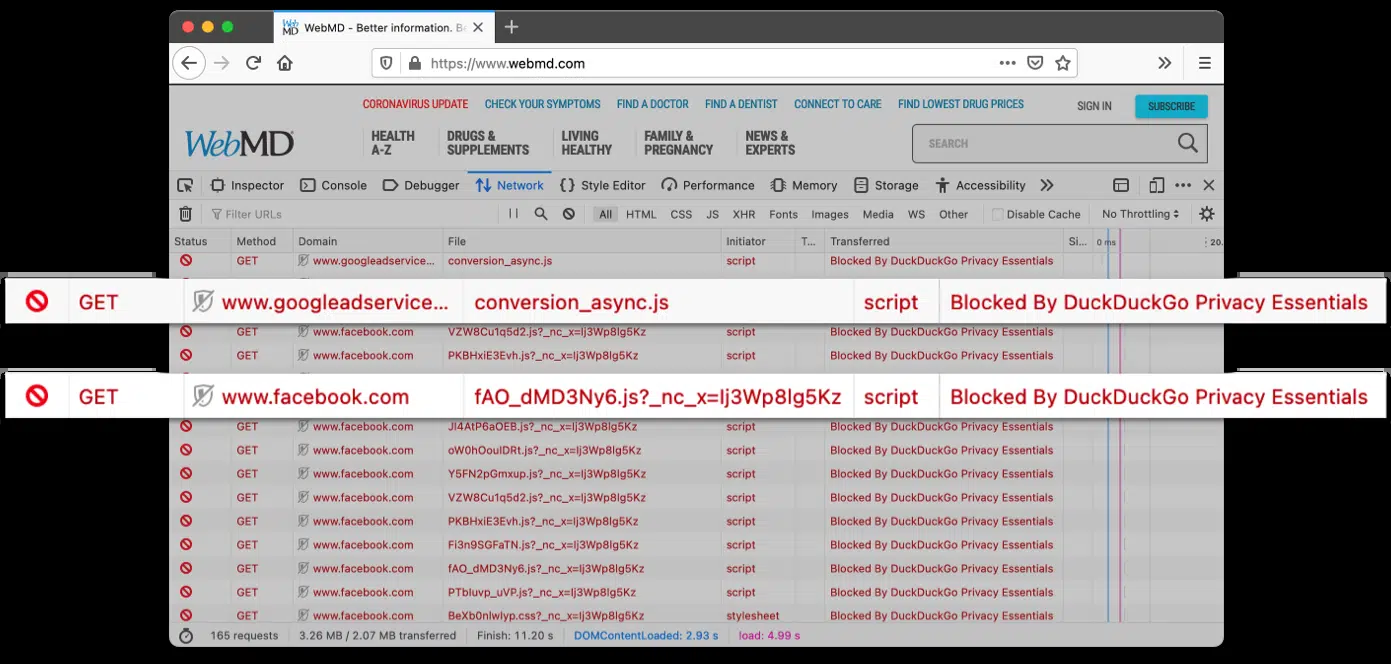 WebMD - Better information. Be
https://www.webmd.com
CORONAVIRUS UPDATE CHECK YOUR SYMPTOMS FIND A DOCTOR FIND A DENTIST CONNECT TO CARE FIND LOWEST DRUG PRICES SIGN IN SUBSCRIBE
WebMD HEALTH A-Z DRUGS & SUPPLEMENTS LIVING HEALTHY FAMILY & PREGNANCY NEWS & EXPERTS SEARCH
Inspector Console Debugger Network Style Editor Performance Memory Storage Accessibility
Filter URLs All HTML CSS JS XHR Fonts Images Media WS Other Disable Cache No Throttling
Status Method Domain File Initiator T... Transferred Si... 0 ms 20.
GET www.googleadservice... conversion_async.js script Blocked By DuckDuckGo Privacy Essentials
GET www.googleadservice... conversion_async.js script Blocked By DuckDuckGo Privacy Essentials
GET www.facebook.com VZW8Cu1q5d2.js?_nc_x=Ij3Wp8lg5Kz script Blocked By DuckDuckGo Privacy Essentials
GET www.facebook.com PKBHxiE3Evh.js?_nc_x=Ij3Wp8lg5Kz script Blocked By DuckDuckGo Privacy Essentials
GET www.facebook.com fAO_dMD3Ny6.js?_nc_x=Ij3Wp8lg5Kz script Blocked By DuckDuckGo Privacy Essentials
GET www.facebook.com JI4AtP6aOEB.js?_nc_x=Ij3Wp8lg5Kz script Blocked By DuckDuckGo Privacy Essentials
GET www.facebook.com oW0hOoulDRt.js?_nc_x=Ij3Wp8lg5Kz script Blocked By DuckDuckGo Privacy Essentials
GET www.facebook.com Y5FN2pGmxup.js?_nc_x=Ij3Wp8lg5Kz script Blocked By DuckDuckGo Privacy Essentials
GET www.facebook.com VZW8Cu1q5d2.js?_nc_x=Ij3Wp8lg5Kz script Blocked By DuckDuckGo Privacy Essentials
GET www.facebook.com PKBHxiE3Evh.js?_nc_x=Ij3Wp8lg5Kz script Blocked By DuckDuckGo Privacy Essentials
GET www.facebook.com Fi3n9SGFaTN.js?_nc_x=Ij3Wp8lg5Kz script Blocked By DuckDuckGo Privacy Essentials
GET www.facebook.com fAO_dMD3Ny6.js?_nc_x=Ij3Wp8lg5Kz script Blocked By DuckDuckGo Privacy Essentials
GET www.facebook.com PTbIuvp_uVP.js?_nc_x=Ij3Wp8lg5Kz script Blocked By DuckDuckGo Privacy Essentials
GET www.facebook.com BeXb0nlwIyp.css?_nc_x=Ij3Wp8lg5Kz stylesheet Blocked By DuckDuckGo Privacy Essentials
165 requests 3.26 MB / 2.07 MB transferred Finish: 11.20 s DOMContentLoaded: 2.93 s load: 4.99 s